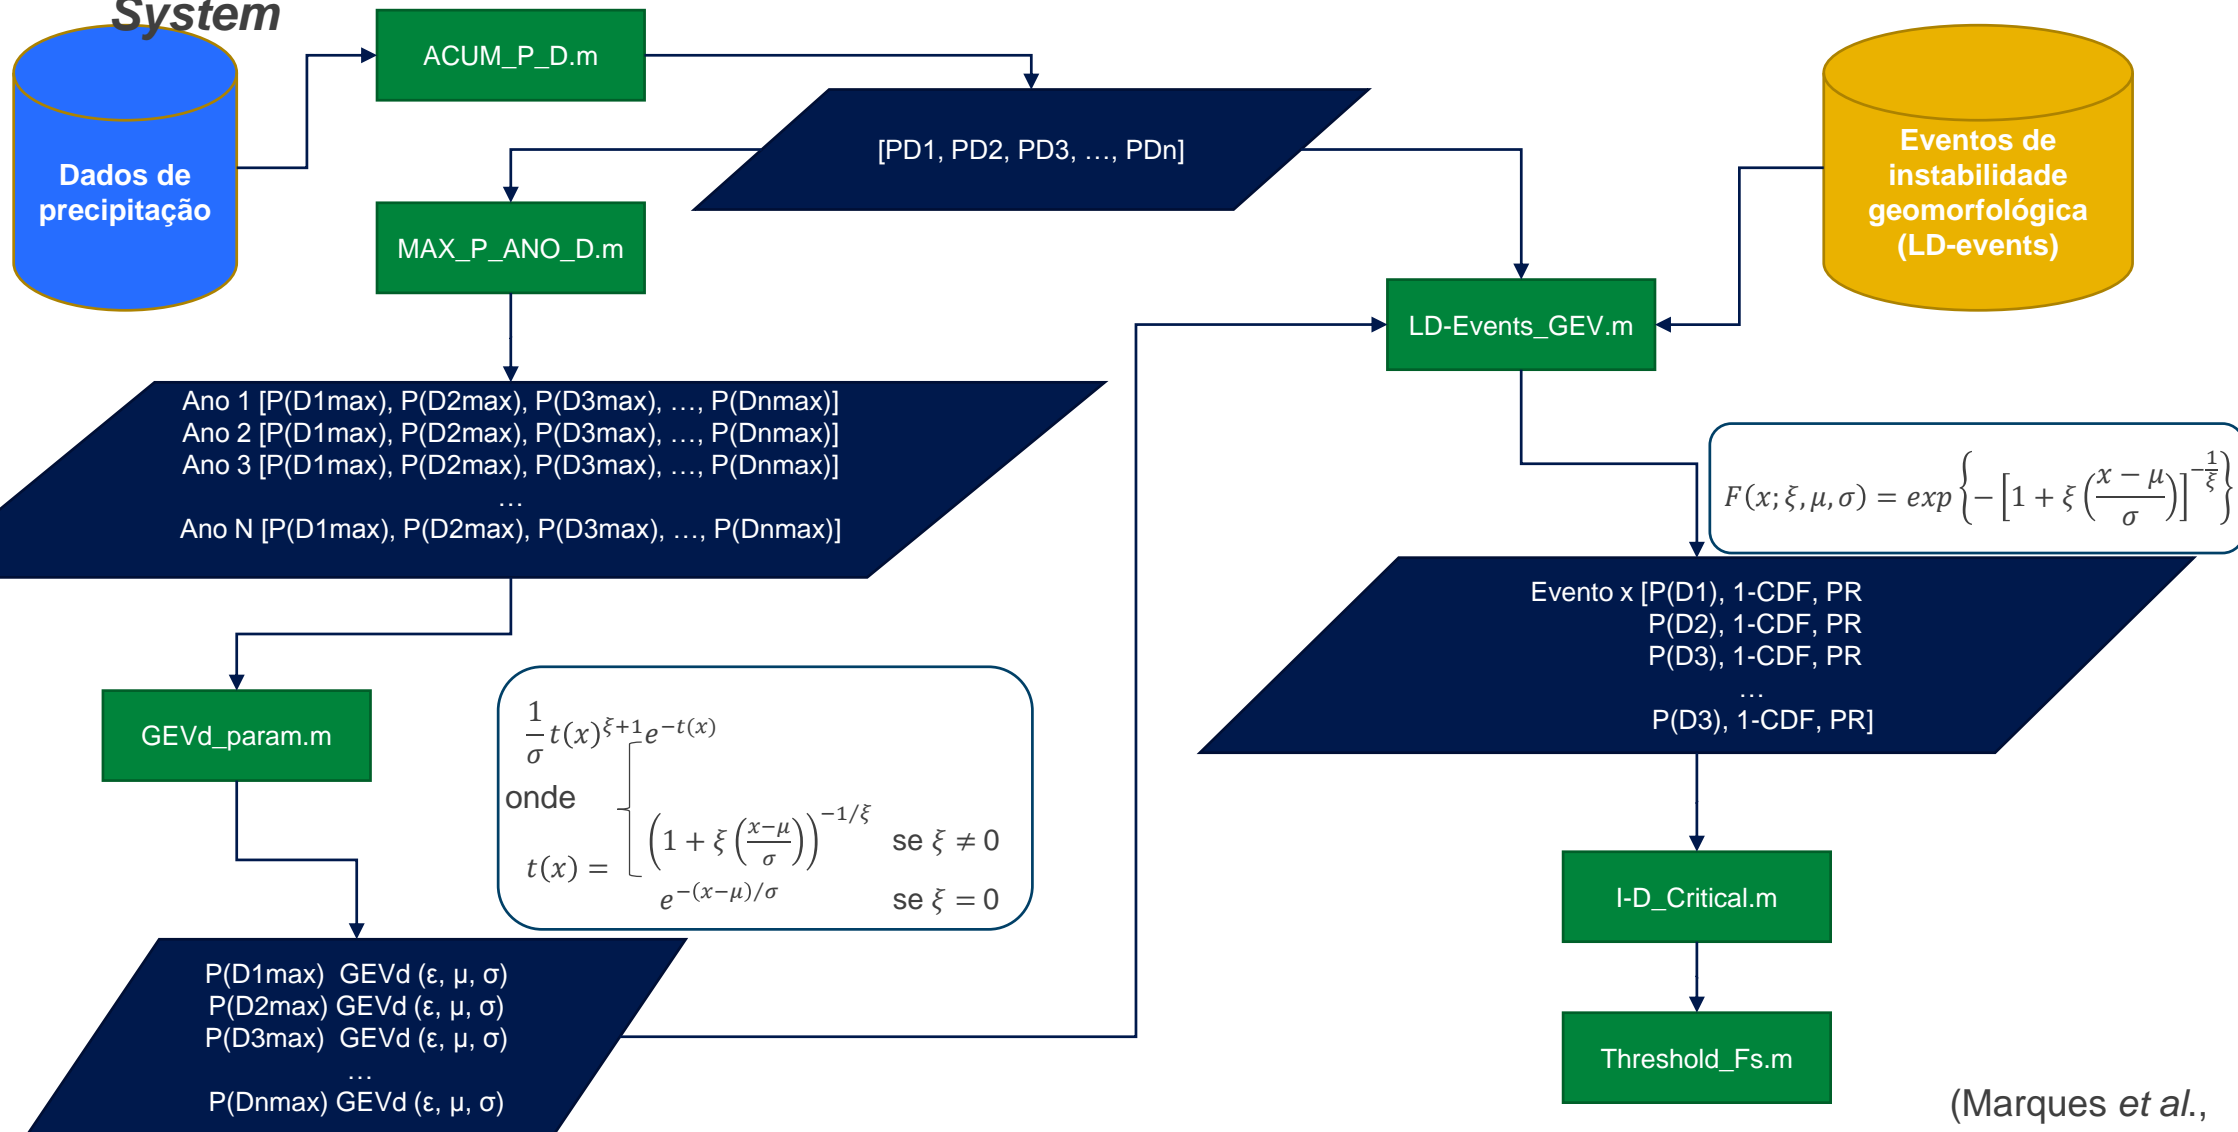 System
ACUM_P_D.m
Dados de
precipitação
[PD1, PD2, PD3, …, PDn]
Eventos de
instabilidade
geomorfológica
(LD-events)
MAX_P_ANO_D.m
LD-Events_GEV.m
Ano 1 [P(D1max), P(D2max), P(D3max), …, P(Dnmax)]
Ano 2 [P(D1max), P(D2max), P(D3max), …, P(Dnmax)]
Ano 3 [P(D1max), P(D2max), P(D3max), …, P(Dnmax)]
…
Ano N [P(D1max), P(D2max), P(D3max), …, P(Dnmax)]
F(x; ξ, μ, σ) = exp {− [1 + ξ ((x − μ)/σ)]^(−1/ξ)}
Evento x [P(D1), 1-CDF, PR
P(D2), 1-CDF, PR
P(D3), 1-CDF, PR
…
P(D3), 1-CDF, PR]
GEVd_param.m
1/σ t(x)^(ξ+1) e^(−t(x))
onde
t(x) = (1 + ξ ((x−μ)/σ))^(−1/ξ) se ξ ≠ 0
e^(−(x−μ)/σ) se ξ = 0
I-D_Critical.m
P(D1max) GEVd (ε, μ, σ)
P(D2max) GEVd (ε, μ, σ)
P(D3max) GEVd (ε, μ, σ)
…
P(Dnmax) GEVd (ε, μ, σ)
Threshold_Fs.m
(Marques et al.,